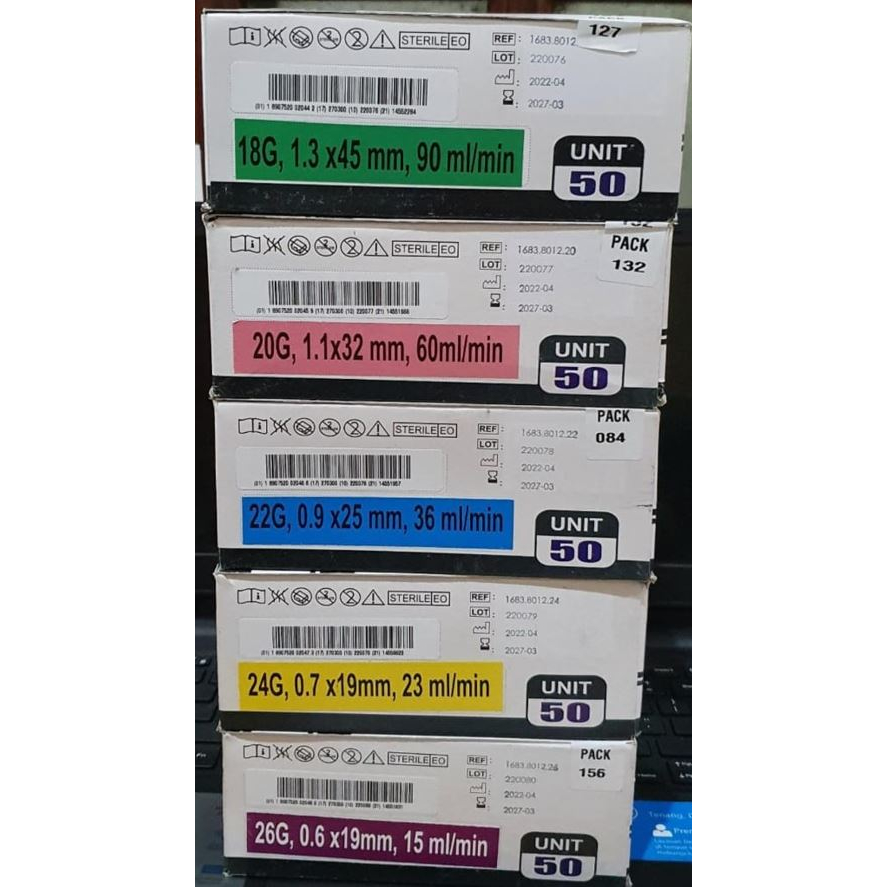 PACK
127
STERILE EO
REF : 1683.8012
LOT : 220076
: 2022-04
: 2027-03
18G, 1.3 x45 mm, 90 ml/min
UNIT
50
132
PACK
132
STERILE EO
REF : 1683.8012.20
LOT : 220077
: 2022-04
: 2027-03
20G, 1.1x32 mm, 60ml/min
UNIT
50
PACK
084
STERILE EO
REF : 1683.8012.22
LOT : 220078
: 2022-04
: 2027-03
22G, 0.9 x25 mm, 36 ml/min
UNIT
50
STERILE EO
REF : 1683.8012.24
LOT : 220079
: 2022-04
: 2027-03
24G, 0.7 x19mm, 23 ml/min
UNIT
50
PACK
156
STERILE EO
REF : 1683.8012.26
LOT : 220080
: 2022-04
: 2027-03
26G, 0.6 x19mm, 15 ml/min
UNIT
50